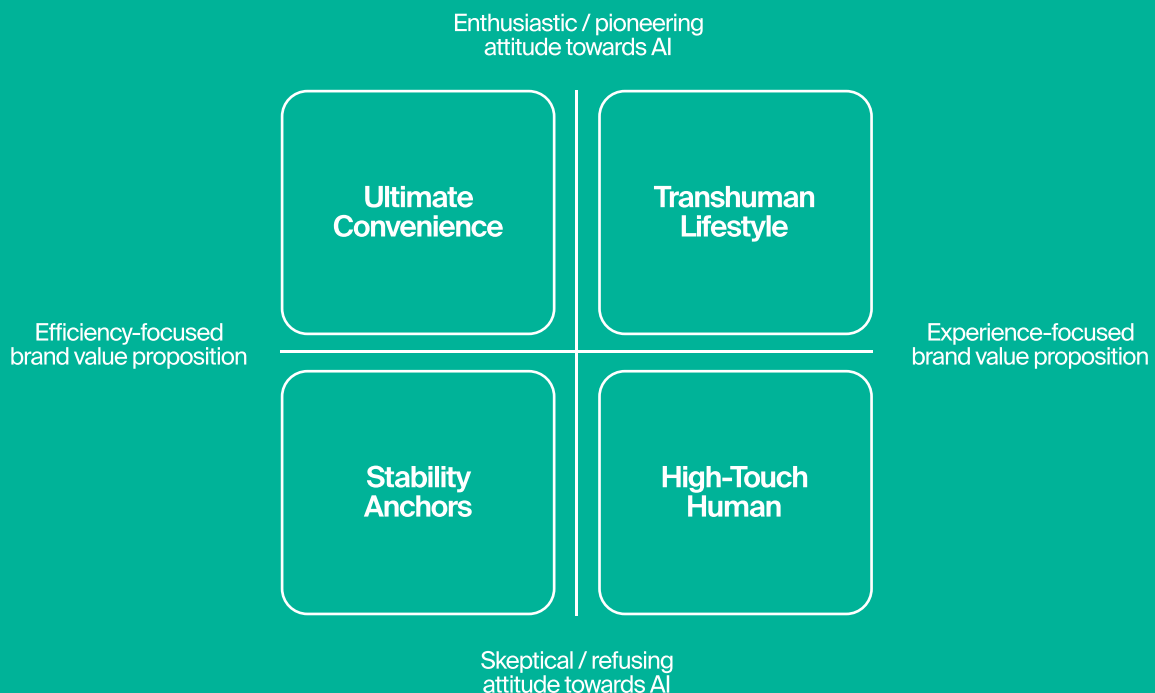 Enthusiastic / pioneering
attitude towards AI
Ultimate
Convenience
Transhuman
Lifestyle
Efficiency-focused
brand value proposition
Experience-focused
brand value proposition
Stability
Anchors
High-Touch
Human
Skeptical / refusing
attitude towards AI